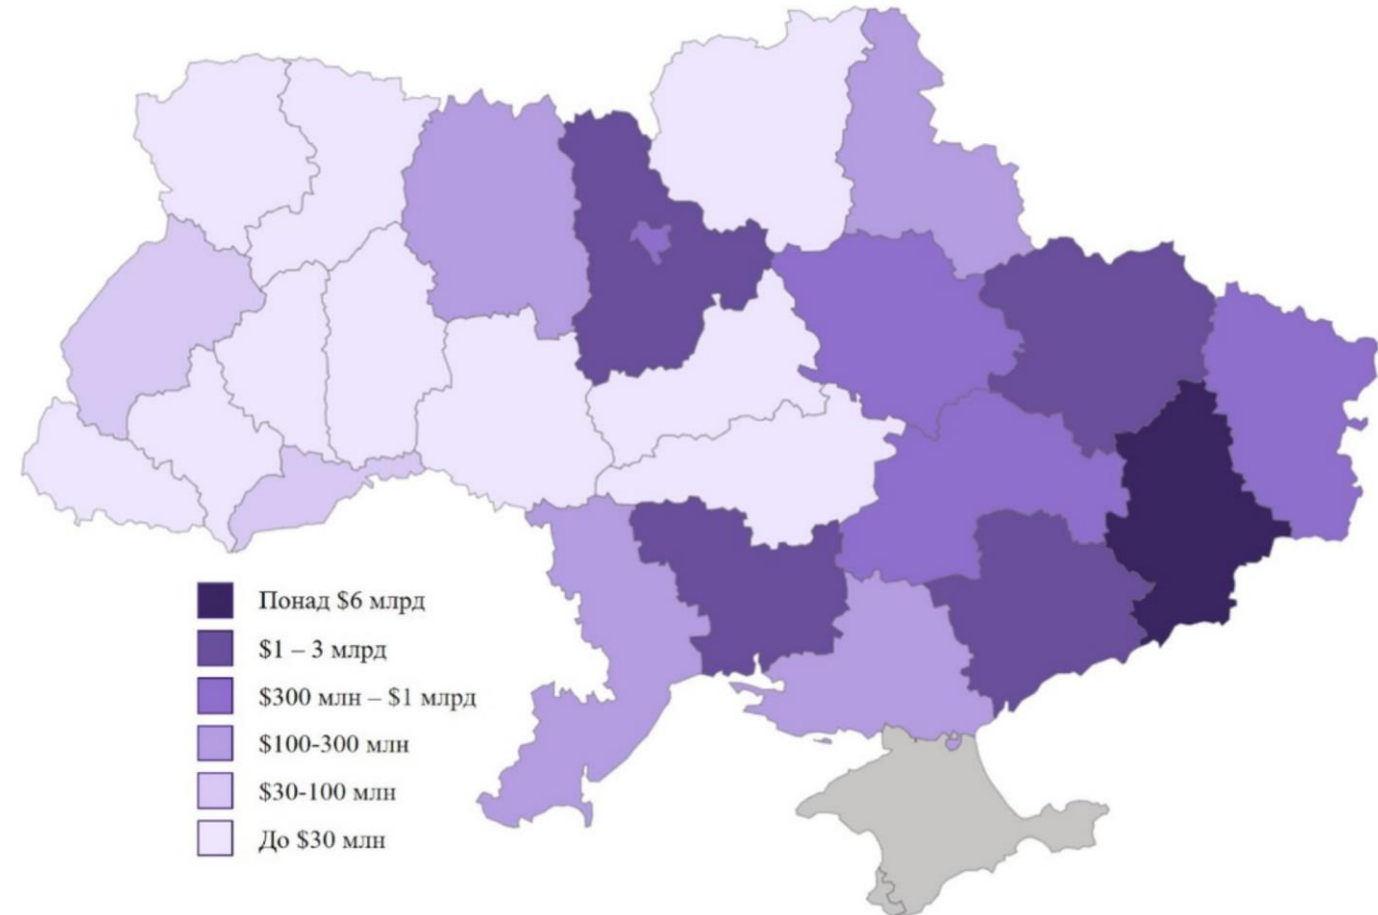 Понад $6 млрд
$1 – 3 млрд
$300 млн – $1 млрд
$100-300 млн
$30-100 млн
До $30 млн